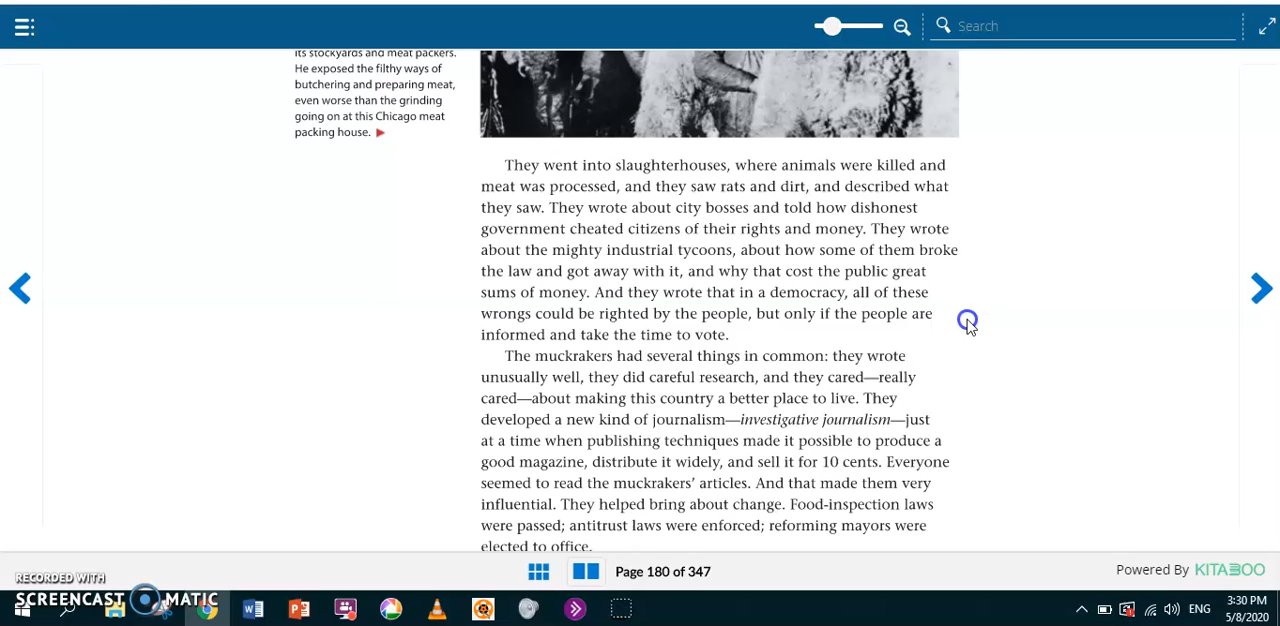 Search
its stockyards and meat packers.
He exposed the filthy ways of
butchering and preparing meat,
even worse than the grinding
going on at this Chicago meat
packing house.
They went into slaughterhouses, where animals were killed and
meat was processed, and they saw rats and dirt, and described what
they saw. They wrote about city bosses and told how dishonest
government cheated citizens of their rights and money. They wrote
about the mighty industrial tycoons, about how some of them broke
the law and got away with it, and why that cost the public great
sums of money. And they wrote that in a democracy, all of these
wrongs could be righted by the people, but only if the people are
informed and take the time to vote.
The muckrakers had several things in common: they wrote
unusually well, they did careful research, and they cared—really
cared—about making this country a better place to live. They
developed a new kind of journalism—investigative journalism—just
at a time when publishing techniques made it possible to produce a
good magazine, distribute it widely, and sell it for 10 cents. Everyone
seemed to read the muckrakers' articles. And that made them very
influential. They helped bring about change. Food-inspection laws
were passed; antitrust laws were enforced; reforming mayors were
elected to office.
Page 180 of 347
Powered By KITABOO
RECORDED WITH
SCREENCAST MATIC
ENG
3:30 PM
5/8/2020